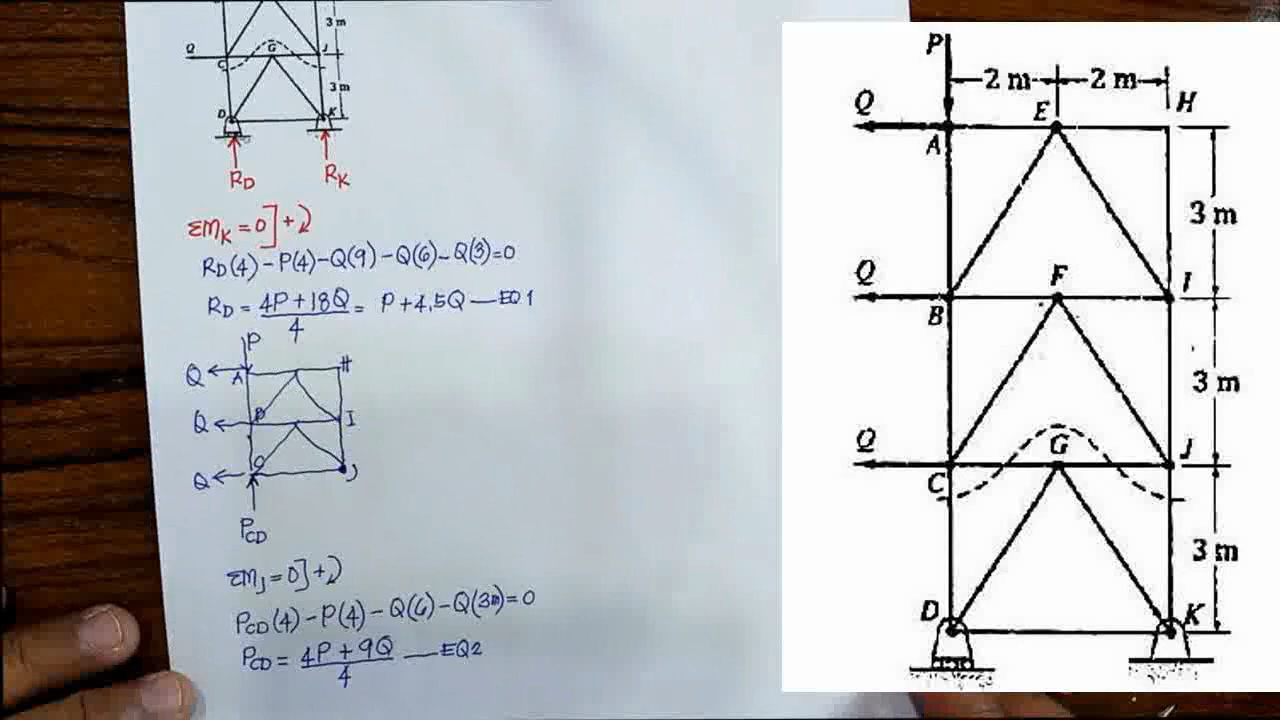 3 m
Q
G
J
C
3 m
D
K
RD
RK
ΣMK = 0] +
RD(4) - P(4) - Q(9) - Q(6) - Q(3) = 0
RD = 4P + 18Q / 4 = P + 4.5Q — EQ 1
P
Q
A
H
Q
B
I
Q
C
J
PCD
ΣMJ = 0] +
PCD(4) - P(4) - Q(6) - Q(3m) = 0
PCD = 4P + 9Q / 4 — EQ2
P
2 m 2 m
Q E H
A
3 m
Q F I
B
3 m
Q G J
C
3 m
D K